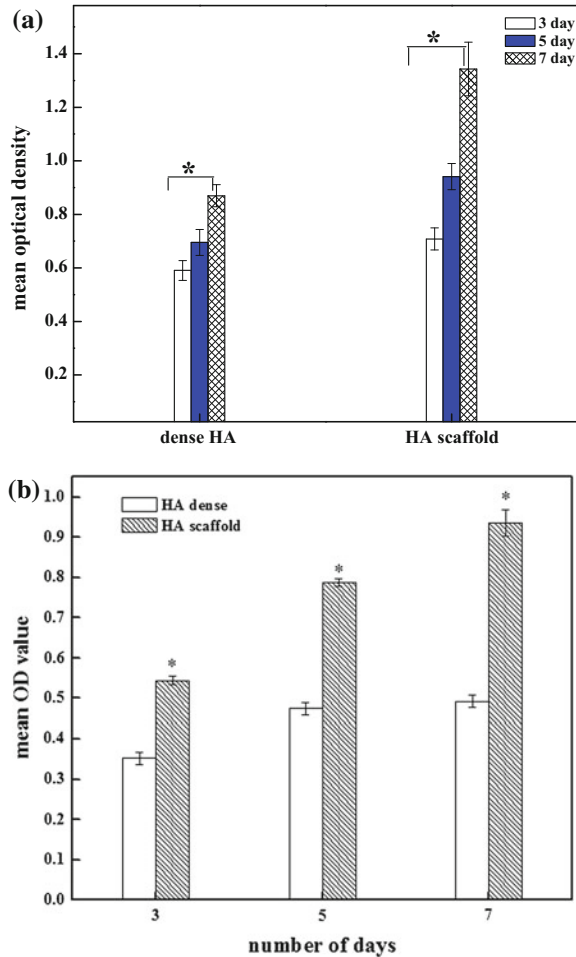 (a)
3 day
5 day
7 day
*
*
1.4
1.2
1.0
0.8
0.6
0.4
0.2
mean optical density
dense HA
HA scaffold
(b)
HA dense
HA scaffold
*
*
*
1.0
0.9
0.8
0.7
0.6
0.5
0.4
0.3
0.2
0.1
0.0
mean OD value
3
5
7
number of days